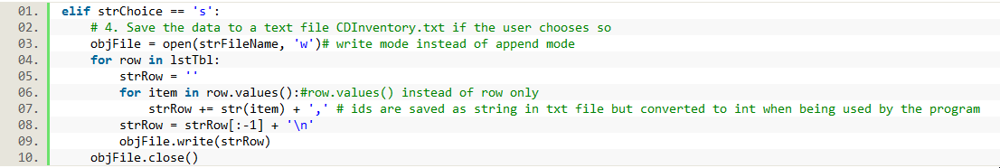 01. elif strChoice == 's':
02.     # 4. Save the data to a text file CDInventory.txt if the user chooses so
03.     objFile = open(strFileName, 'w')# write mode instead of append mode
04.     for row in lstTbl:
05.         strRow = ''
06.         for item in row.values():#row.values() instead of row only
07.             strRow += str(item) + ',' # ids are saved as string in txt file but converted to int when being used by the program
08.         strRow = strRow[:-1] + '\n'
09.         objFile.write(strRow)
10.     objFile.close()